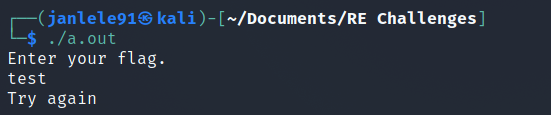 ┌──(janlele91㉿kali)-[~/Documents/RE Challenges]
└─$ ./a.out
Enter your flag.
test
Try again